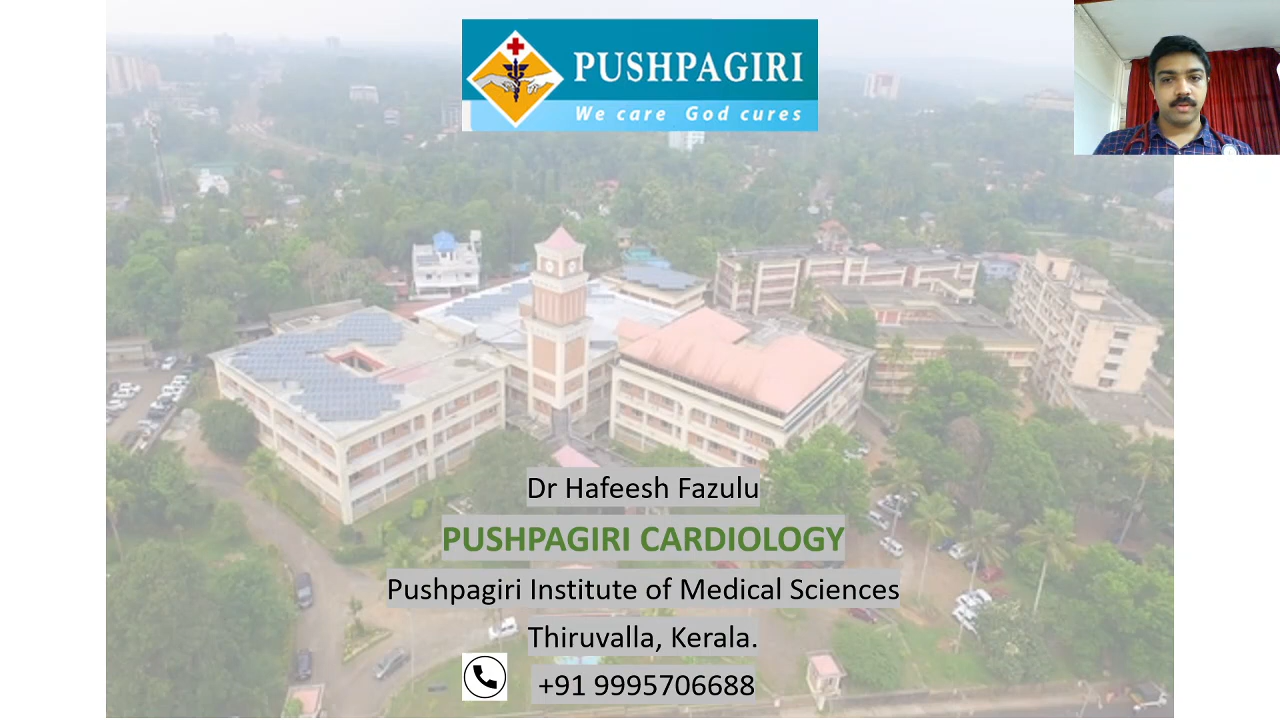 PUSHPAGIRI
We care God cures
Dr Hafeesh Fazulu
PUSHPAGIRI CARDIOLOGY
Pushpagiri Institute of Medical Sciences
Thiruvalla, Kerala.
+91 9995706688